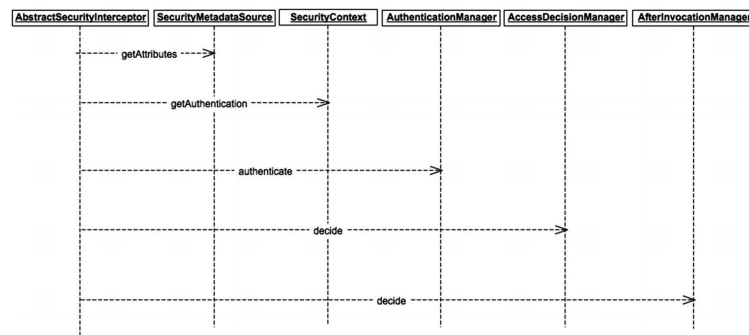 AbstractSecurityInterceptor SecurityMetadataSource SecurityContext AuthenticationManager AccessDecisionManager AfterInvocationManager
getAttributes
getAuthentication
authenticate
decide
decide